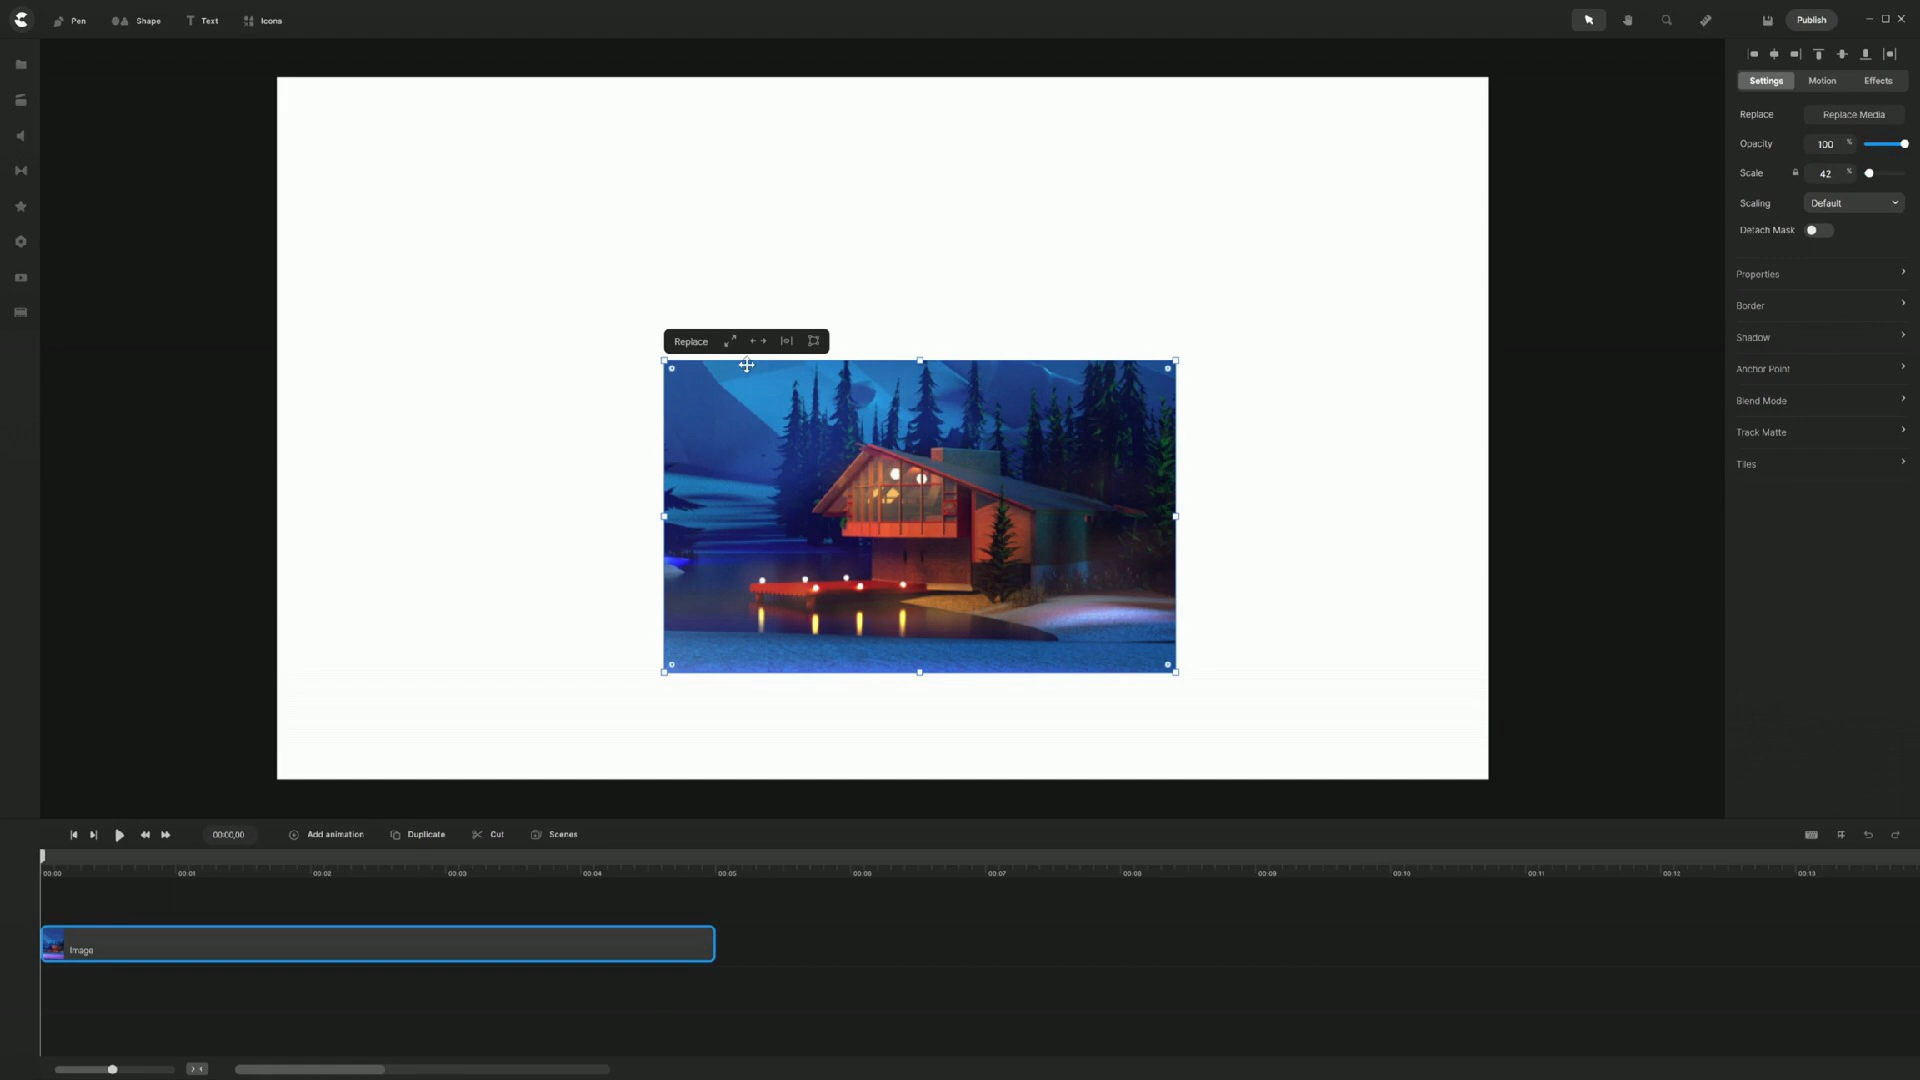 Pen Shape Text Icons Publish
Settings Motion Effects
Replace Replace Media
Opacity 100 %
Scale 42 %
Scaling Default
Detach Mask
Properties
Border
Shadow
Anchor Point
Blend Mode
Track Matte
Tiles
Replace
00:00,00 Add animation Duplicate Cut Scenes
00:00 00:01 00:02 00:03 00:04 00:05 00:06 00:07 00:08 00:09 00:10 00:11 00:12 00:13
Image